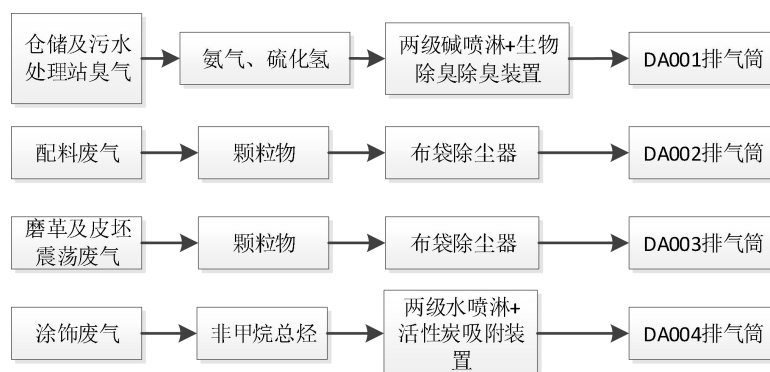 仓储及污水
处理站臭气
氨气、硫化氢
两级碱喷淋+生物
除臭除臭装置
DA001排气筒
配料废气
颗粒物
布袋除尘器
DA002排气筒
磨革及皮坯
震荡废气
颗粒物
布袋除尘器
DA003排气筒
涂饰废气
非甲烷总烃
两级水喷淋+
活性炭吸附装
置
DA004排气筒